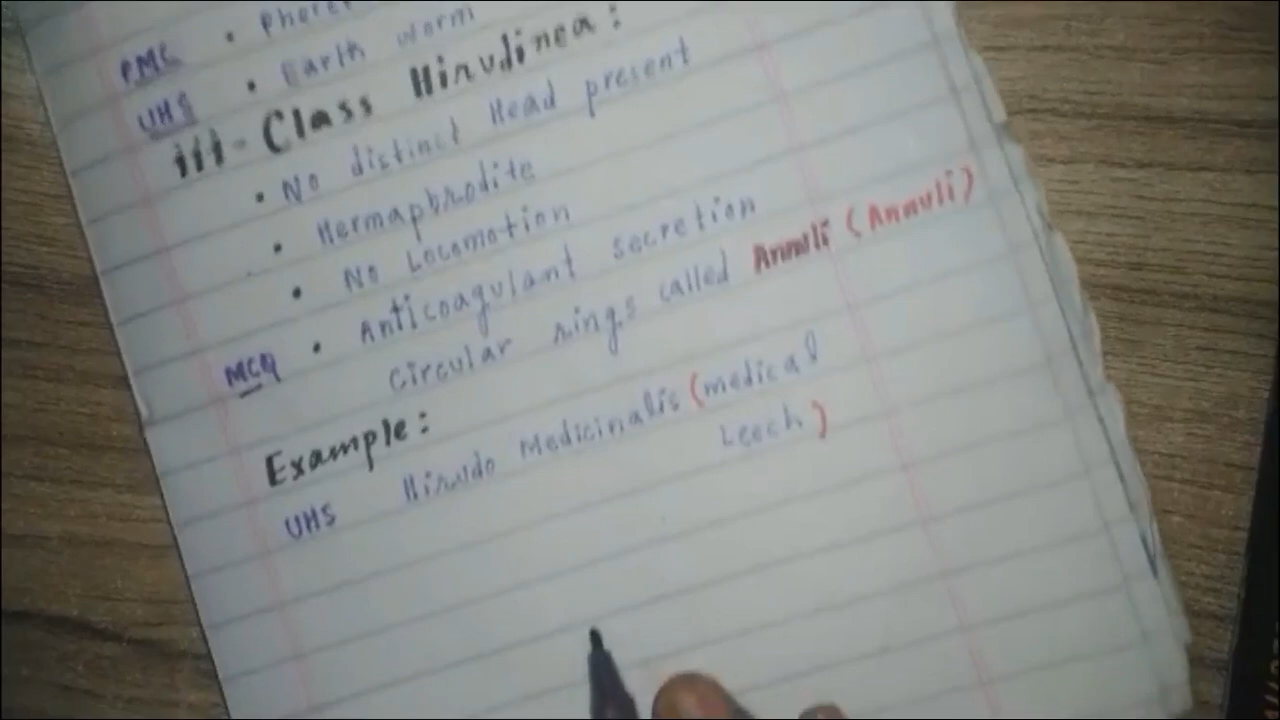 PMC
UHS • Earth worm
iii- Class Hirudinea:
• No distinct Head present
• Hermaphrodite
• No Locomotion
MCQ • Anticoagulant secretion
Circular rings called Annuli (Annuli)
Example:
UHS Hirudo Medicinalis (medical
Leech)